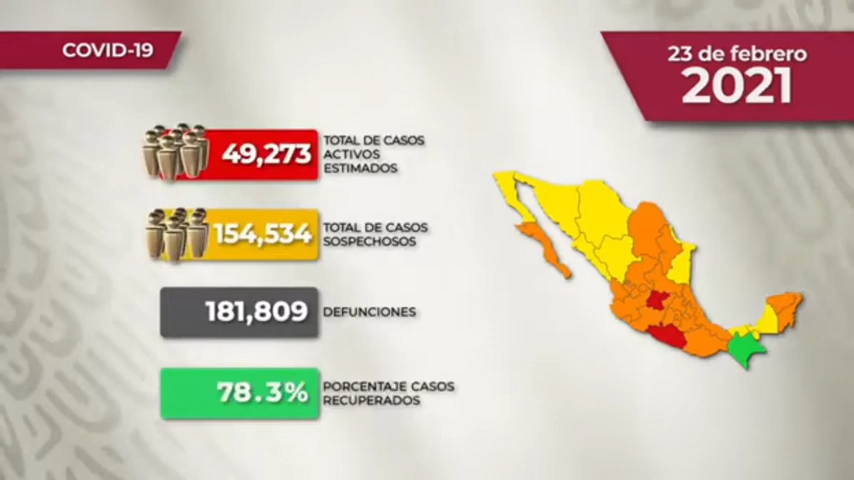 COVID-19
23 de febrero
2021
49,273
TOTAL DE CASOS
ACTIVOS
ESTIMADOS
154,534
TOTAL DE CASOS
SOSPECHOSOS
181,809
DEFUNCIONES
78.3%
PORCENTAJE CASOS
RECUPERADOS